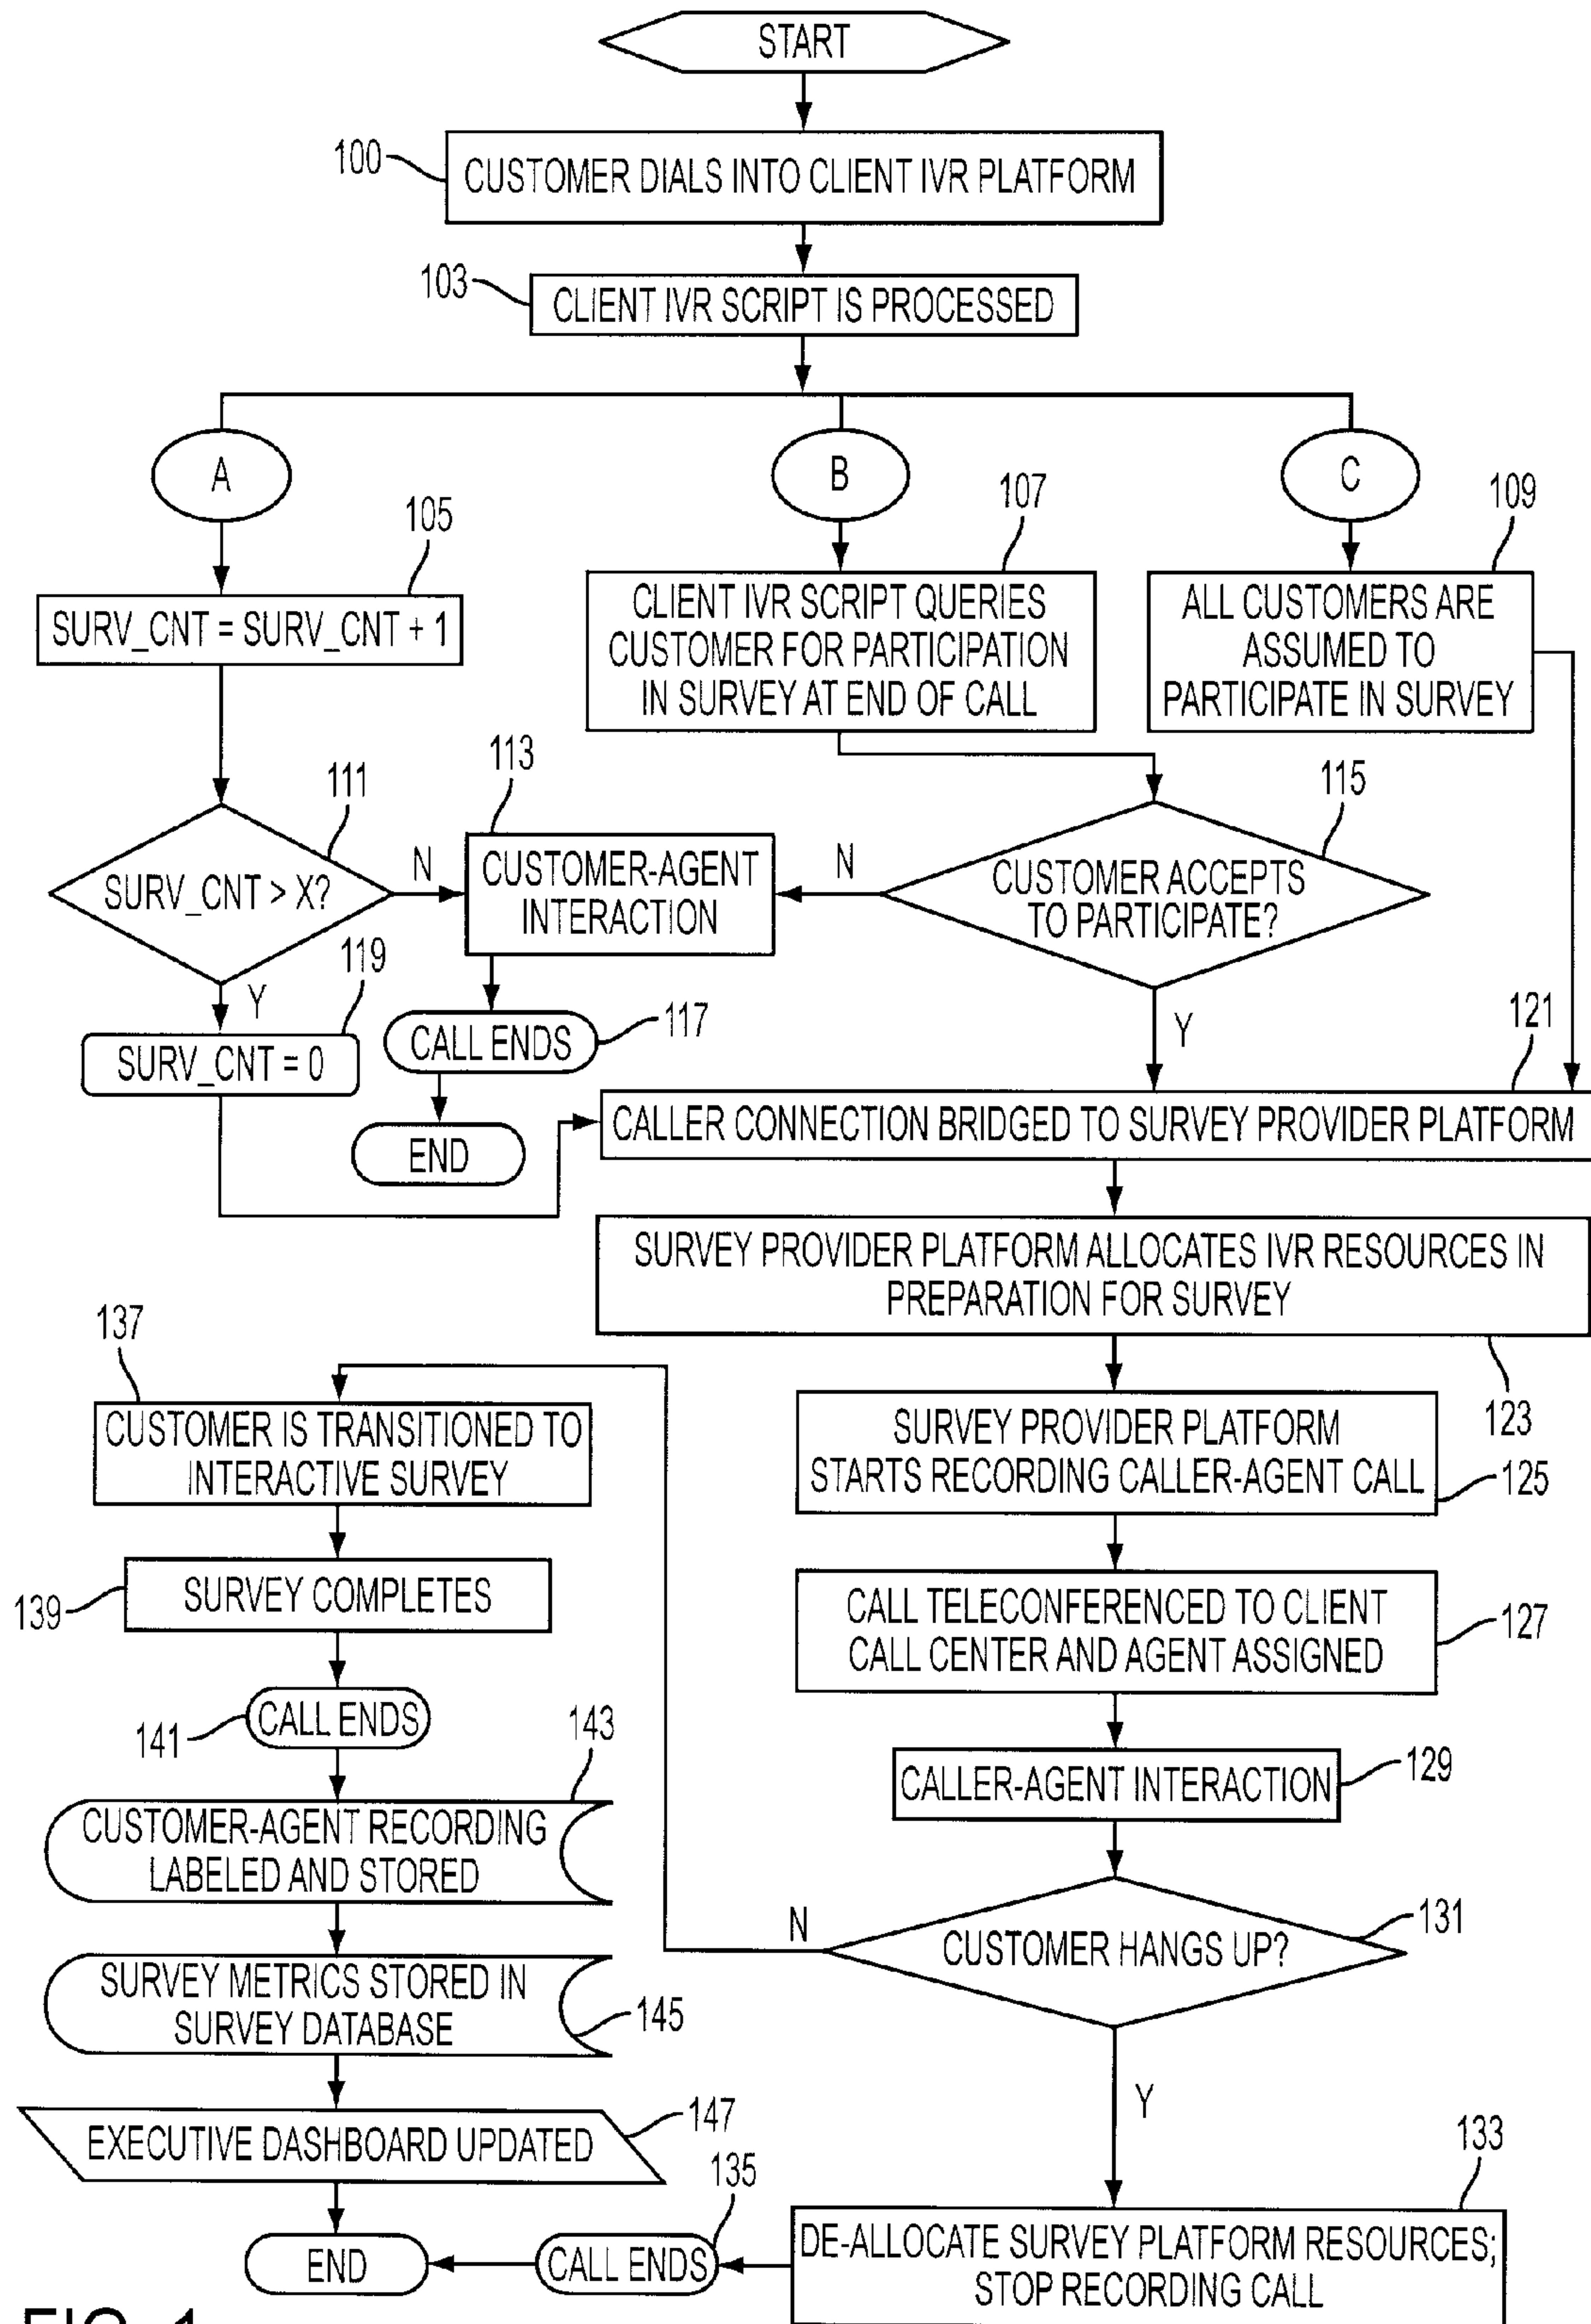 START
100
CUSTOMER DIALS INTO CLIENT IVR PLATFORM
103
CLIENT IVR SCRIPT IS PROCESSED
A
B
C
105
107
109
SURV_CNT = SURV_CNT + 1
CLIENT IVR SCRIPT QUERIES
CUSTOMER FOR PARTICIPATION
IN SURVEY AT END OF CALL
ALL CUSTOMERS ARE
ASSUMED TO
PARTICIPATE IN SURVEY
111
113
115
SURV_CNT > X?
N
CUSTOMER-AGENT
INTERACTION
N
CUSTOMER ACCEPTS
TO PARTICIPATE?
Y
119
SURV_CNT = 0
CALL ENDS
117
END
Y
121
CALLER CONNECTION BRIDGED TO SURVEY PROVIDER PLATFORM
SURVEY PROVIDER PLATFORM ALLOCATES IVR RESOURCES IN
PREPARATION FOR SURVEY
123
SURVEY PROVIDER PLATFORM
STARTS RECORDING CALLER-AGENT CALL
125
CALL TELECONFERENCED TO CLIENT
CALL CENTER AND AGENT ASSIGNED
127
CALLER-AGENT INTERACTION
129
CUSTOMER HANGS UP?
131
N
Y
137
CUSTOMER IS TRANSITIONED TO
INTERACTIVE SURVEY
139
SURVEY COMPLETES
141
CALL ENDS
143
CUSTOMER-AGENT RECORDING
LABELED AND STORED
SURVEY METRICS STORED IN
SURVEY DATABASE
145
EXECUTIVE DASHBOARD UPDATED
147
133
DE-ALLOCATE SURVEY PLATFORM RESOURCES;
STOP RECORDING CALL
135
CALL ENDS
END
FIG. 1